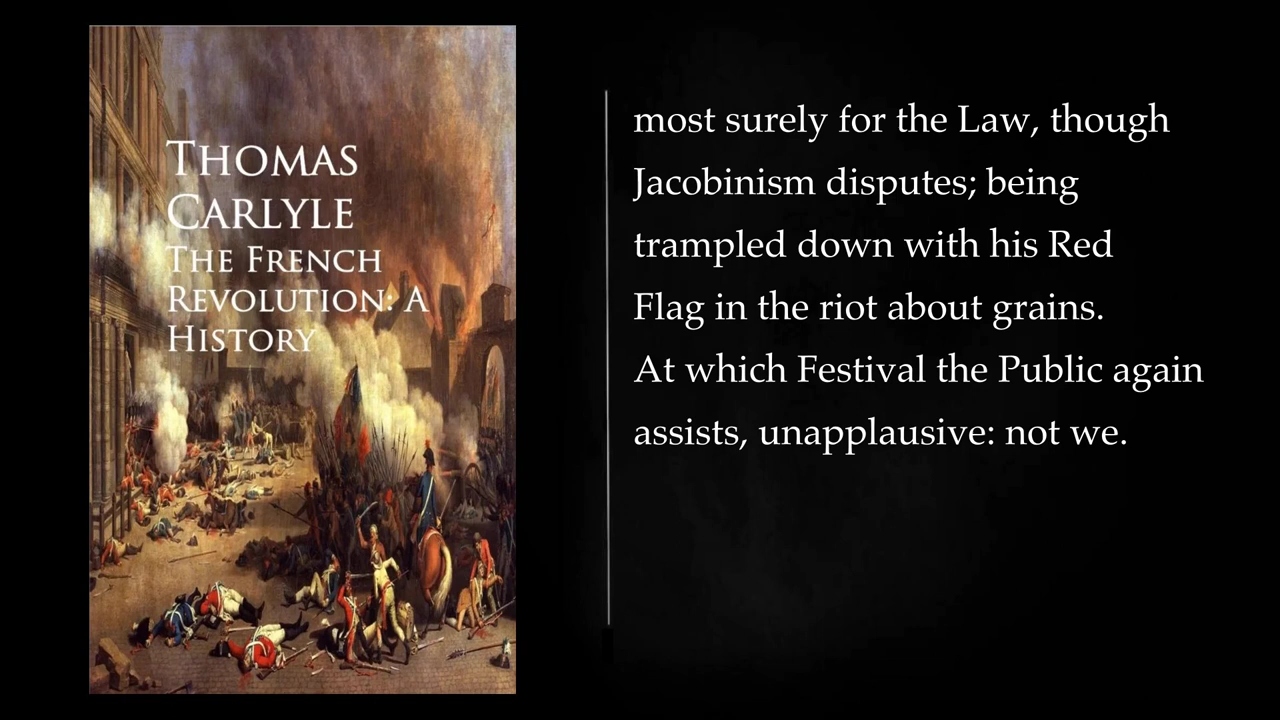 THOMAS
CARLYLE
THE FRENCH
REVOLUTION: A
HISTORY
most surely for the Law, though
Jacobinism disputes; being
trampled down with his Red
Flag in the riot about grains.
At which Festival the Public again
assists, unapplausive: not we.